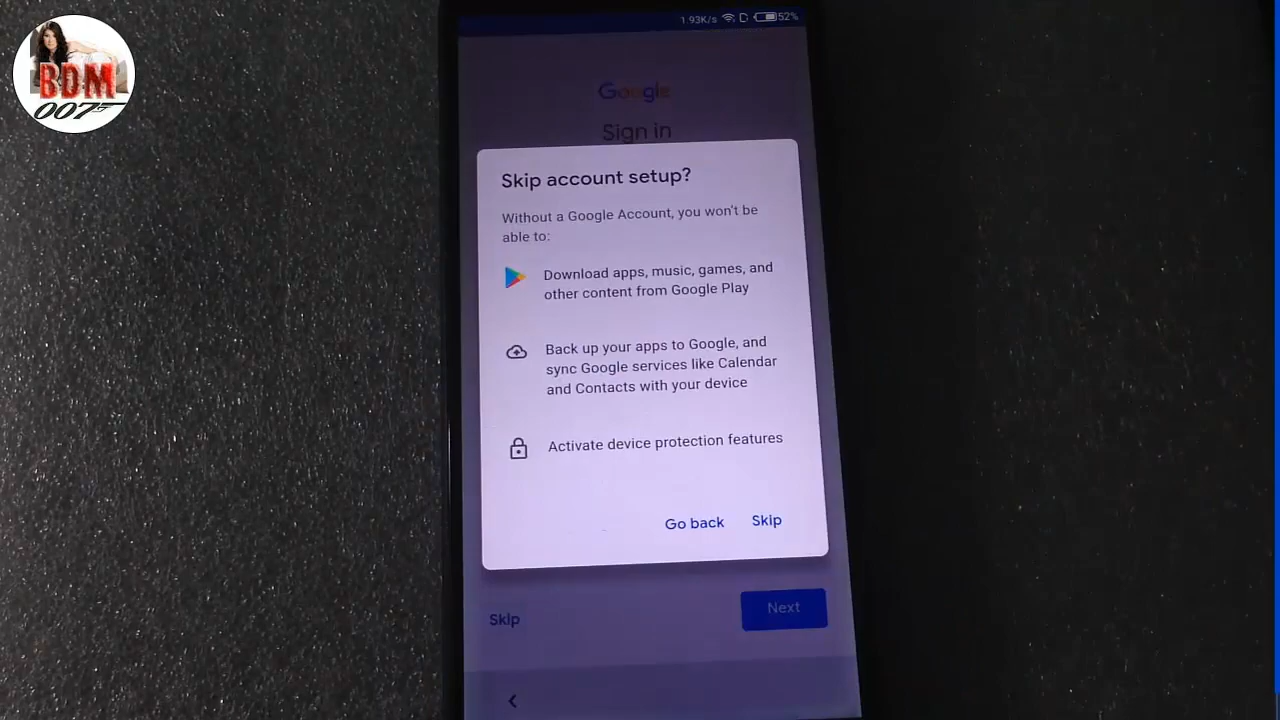 BDM
007
1.93K/s 52%
Google
Sign in
Skip account setup?
Without a Google Account, you won't be
able to:
Download apps, music, games, and
other content from Google Play
Back up your apps to Google, and
sync Google services like Calendar
and Contacts with your device
Activate device protection features
Go back Skip
Skip Next